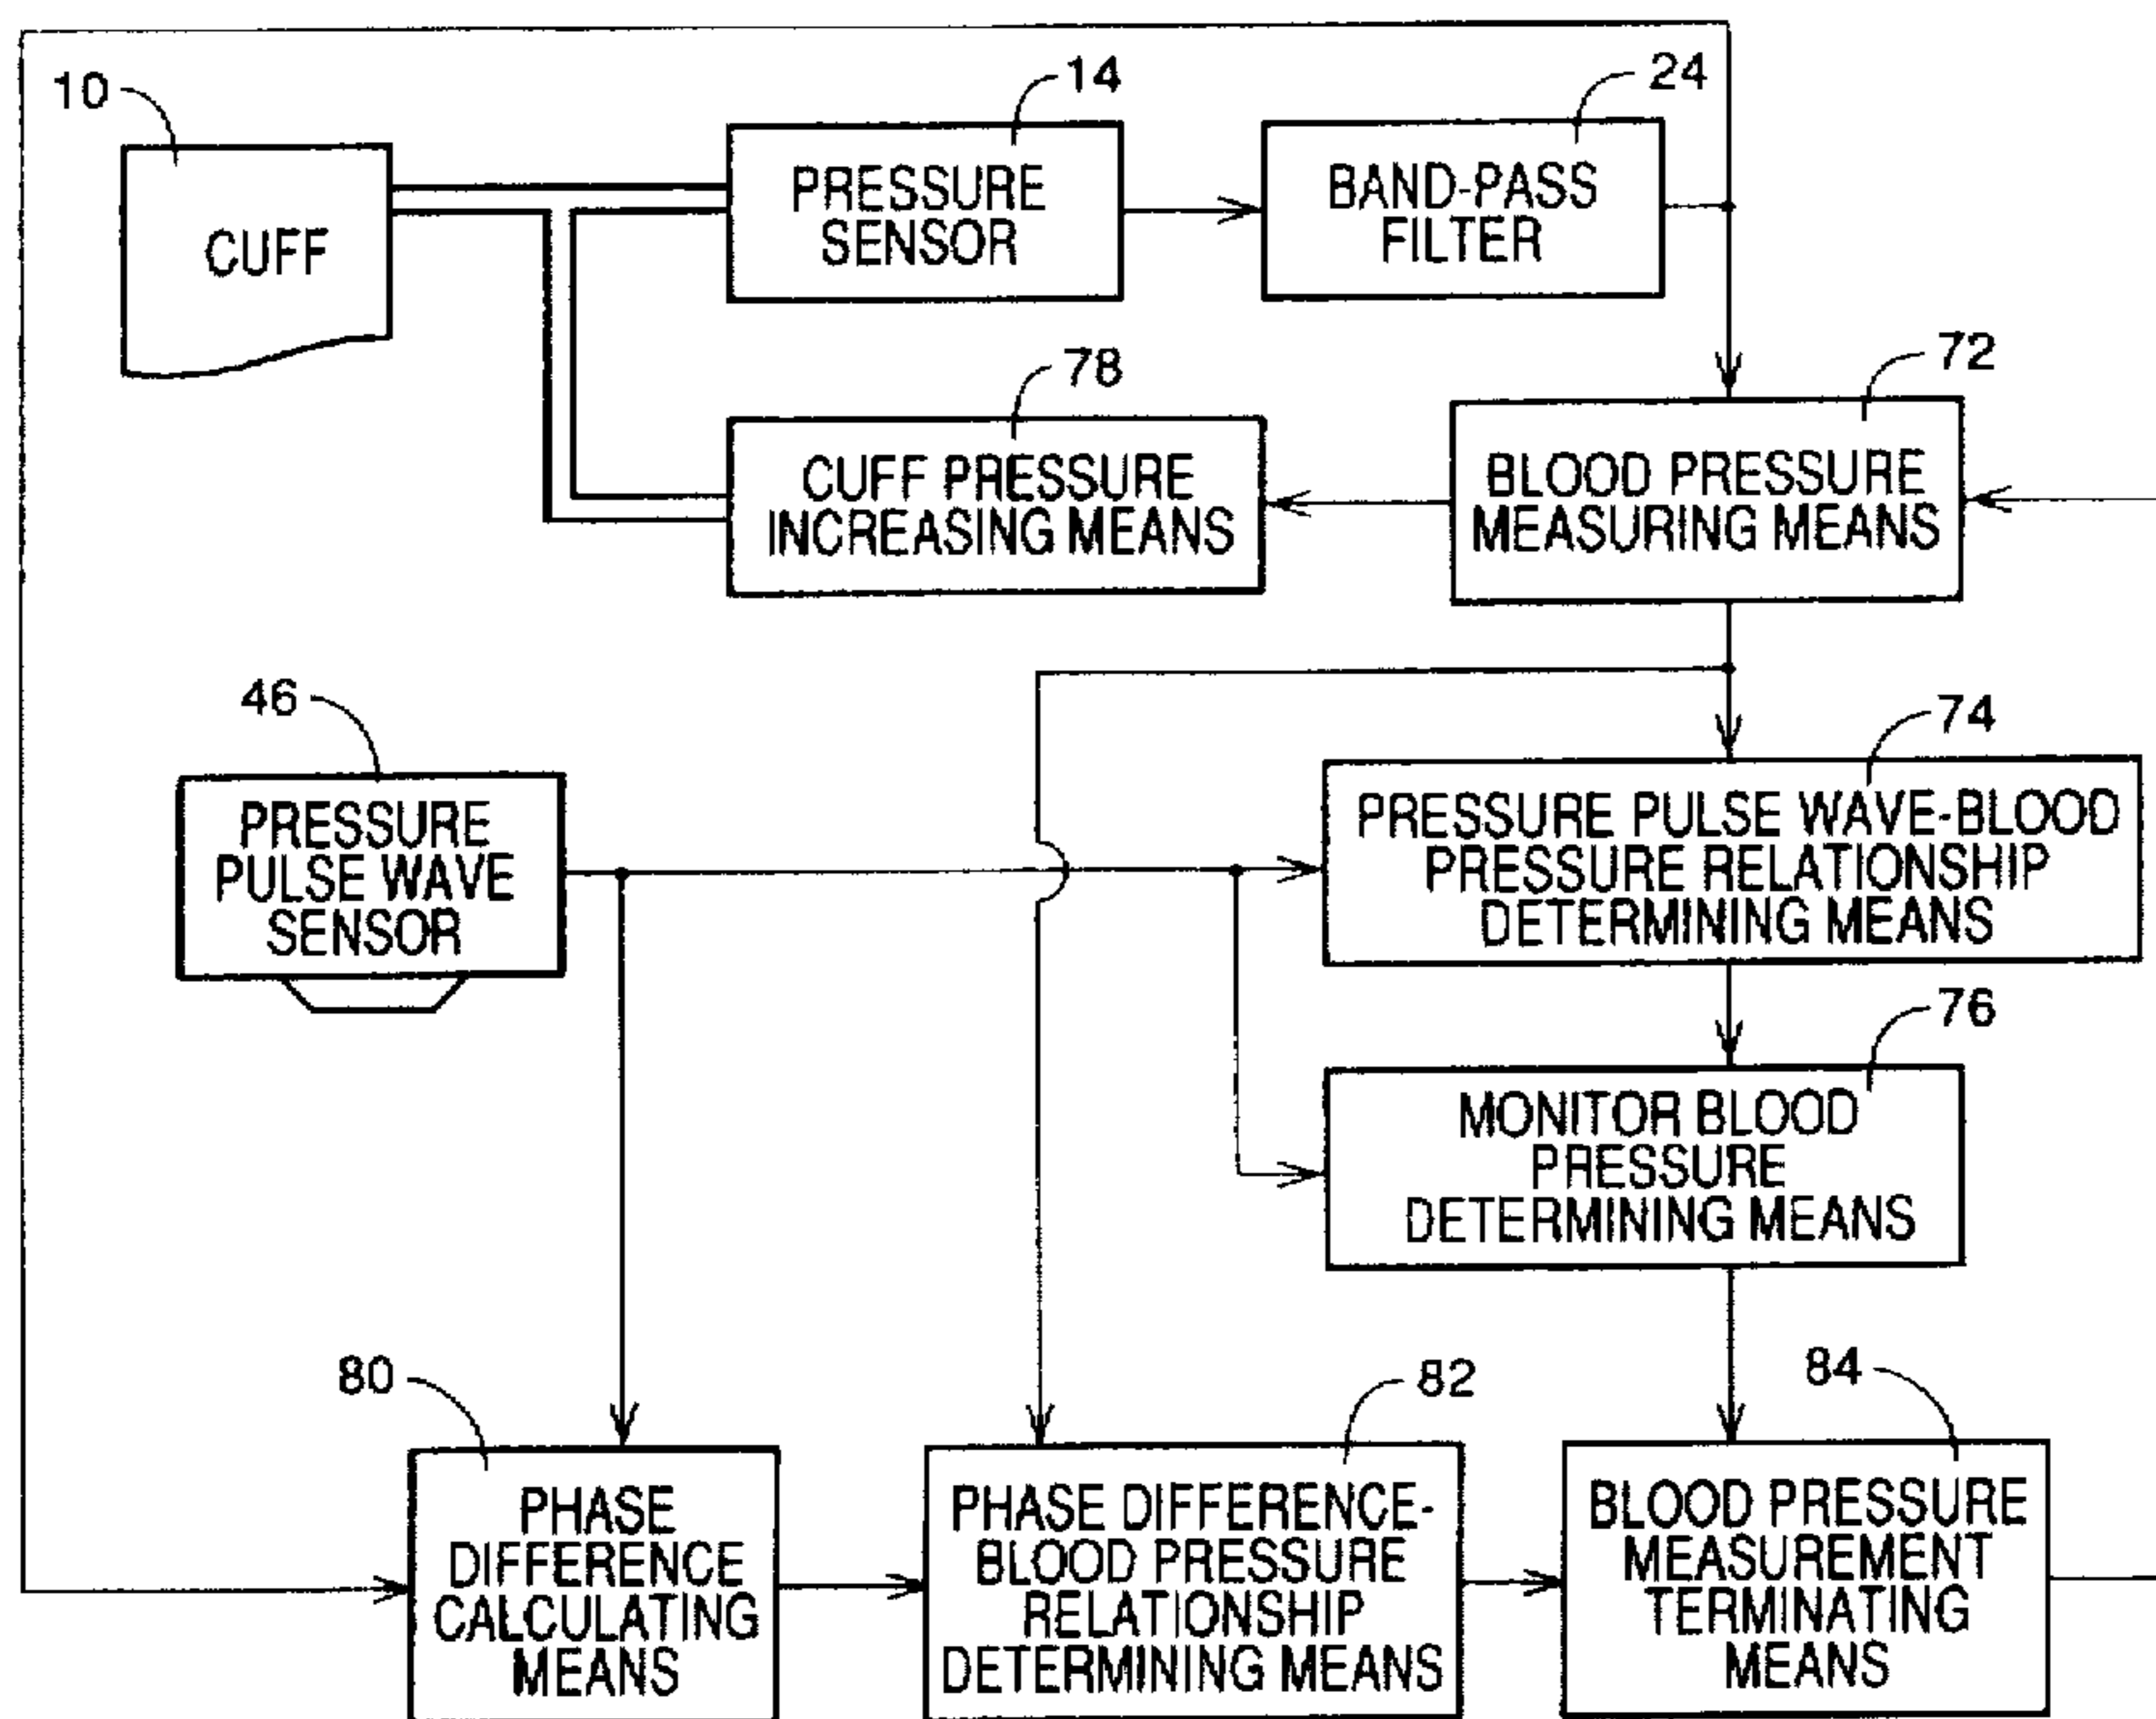 10
CUFF
14
PRESSURE
SENSOR
24
BAND-PASS
FILTER
78
CUFF PRESSURE
INCREASING MEANS
72
BLOOD PRESSURE
MEASURING MEANS
46
PRESSURE
PULSE WAVE
SENSOR
74
PRESSURE PULSE WAVE-BLOOD
PRESSURE RELATIONSHIP
DETERMINING MEANS
76
MONITOR BLOOD
PRESSURE
DETERMINING MEANS
80
PHASE
DIFFERENCE
CALCULATING
MEANS
82
PHASE DIFFERENCE-
BLOOD PRESSURE
RELATIONSHIP
DETERMINING MEANS
84
BLOOD PRESSURE
MEASUREMENT
TERMINATING
MEANS